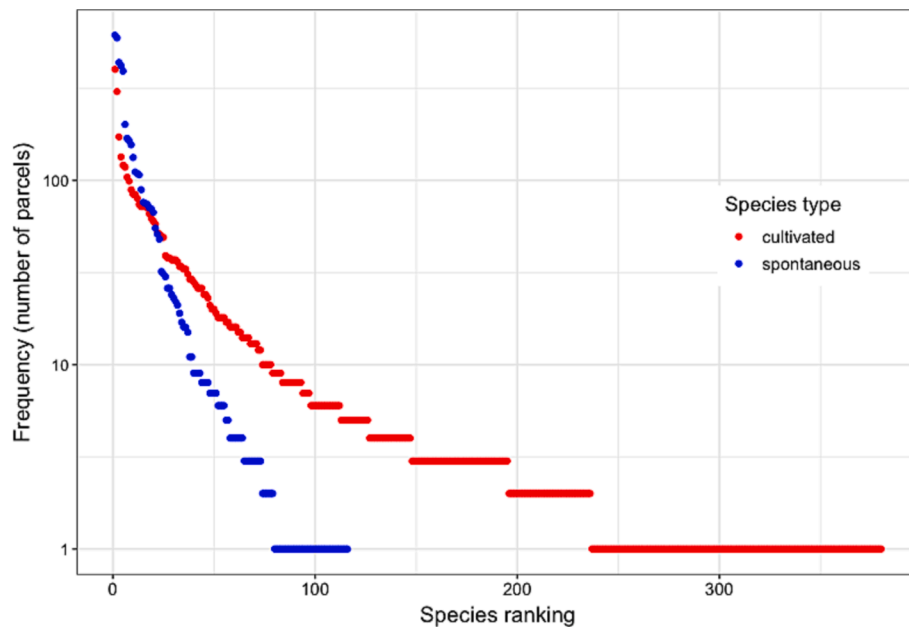 Frequency (number of parcels)
100
10
1
0
100
200
300
Species ranking
Species type
cultivated
spontaneous